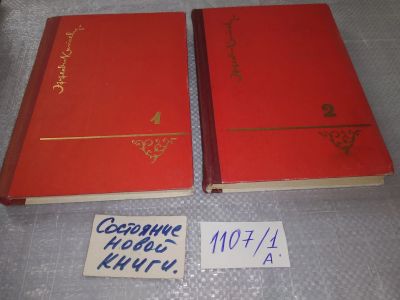 1
2
Состояние
новой
книги.
1107/1
А.